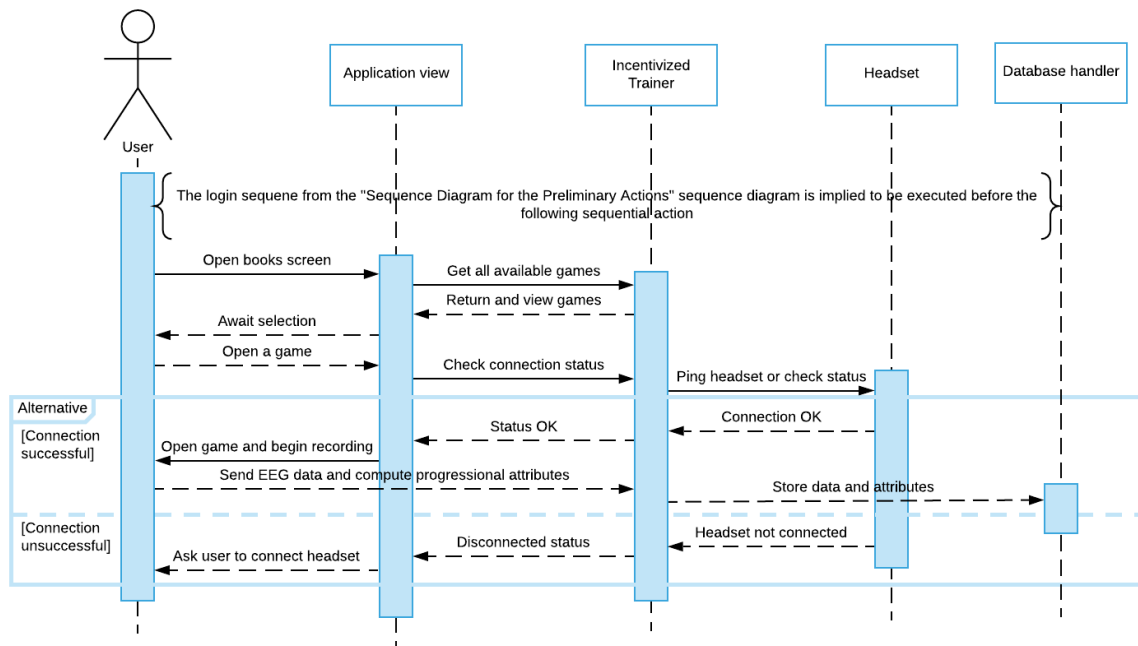 Application view
Incentivized
Trainer
Headset
Database handler
User
The login sequene from the "Sequence Diagram for the Preliminary Actions" sequence diagram is implied to be executed before the
following sequential action
Open books screen
Get all available games
Return and view games
Await selection
Open a game
Check connection status
Ping headset or check status
Alternative
[Connection
successful]
Connection OK
Status OK
Open game and begin recording
Send EEG data and compute progressional attributes
Store data and attributes
[Connection
unsuccessful]
Headset not connected
Disconnected status
Ask user to connect headset